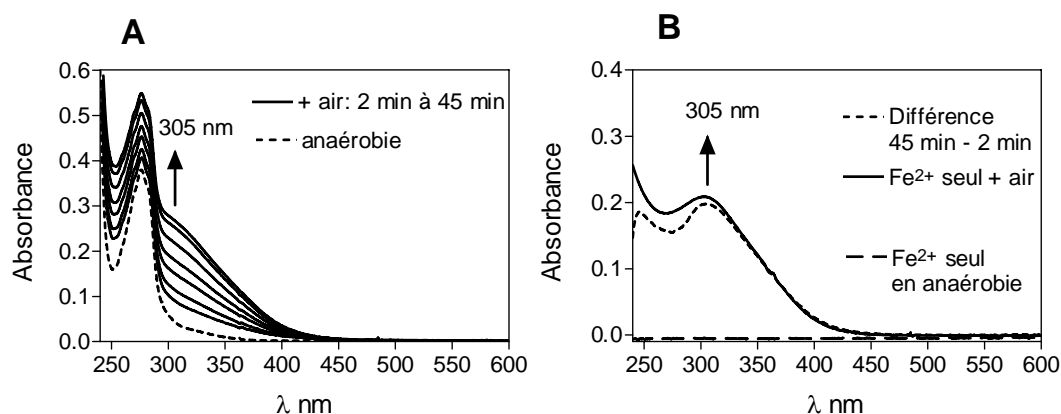 A
0.6
0.5
0.4
0.3
0.2
0.1
0.0
Absorbance
+ air: 2 min à 45 min
305 nm
anaérobie
250 300 350 400 450 500 550 600
λ nm
B
0.4
0.3
0.2
0.1
0.0
Absorbance
305 nm
Différence
45 min - 2 min
Fe²⁺ seul + air
Fe²⁺ seul
en anaérobie
250 300 350 400 450 500 550 600
λ nm